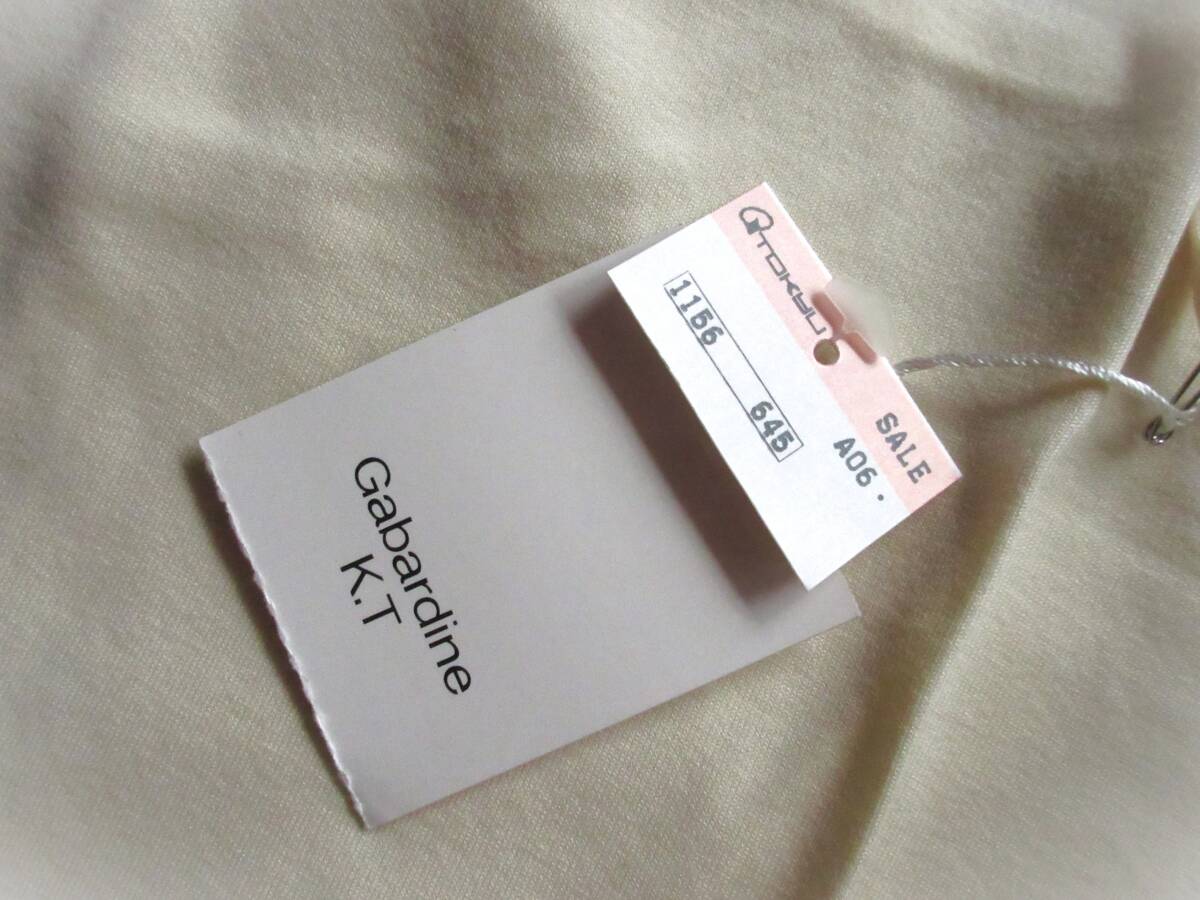 TOKYU
SALE
A06.
1156 645
Gabardine
K.T